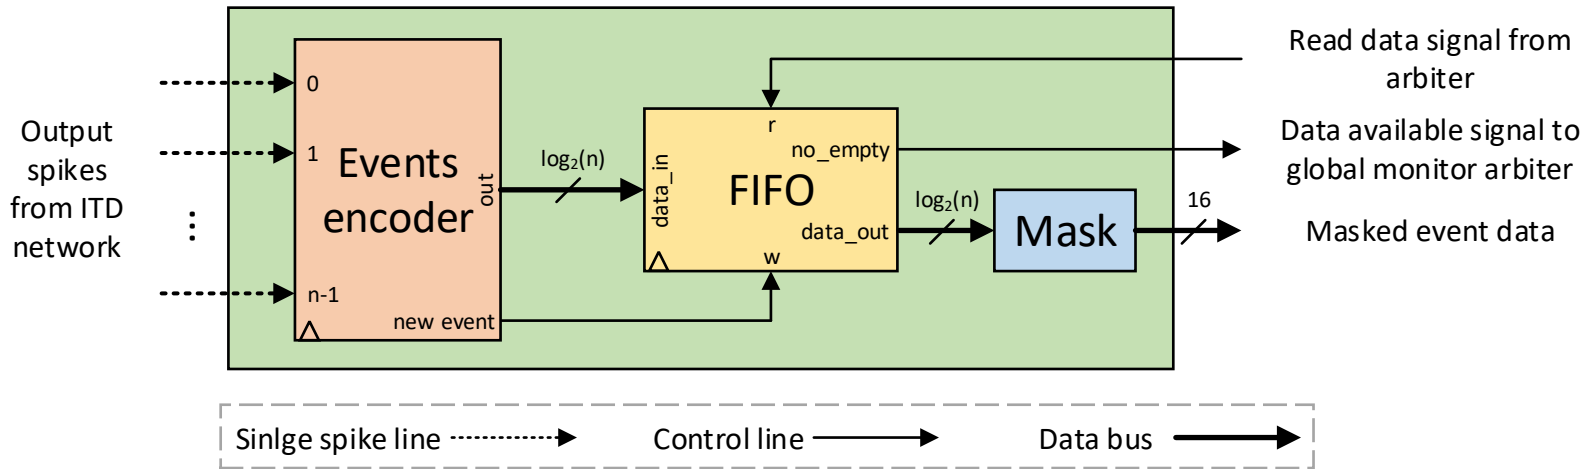 Output
spikes
from ITD
network
⋮
0
1
n-1
Events
encoder
out
new event
log₂(n)
data_in
r
no_empty
FIFO
data_out
w
log₂(n)
Mask
16
Read data signal from
arbiter
Data available signal to
global monitor arbiter
Masked event data
Sinlge spike line
Control line
Data bus